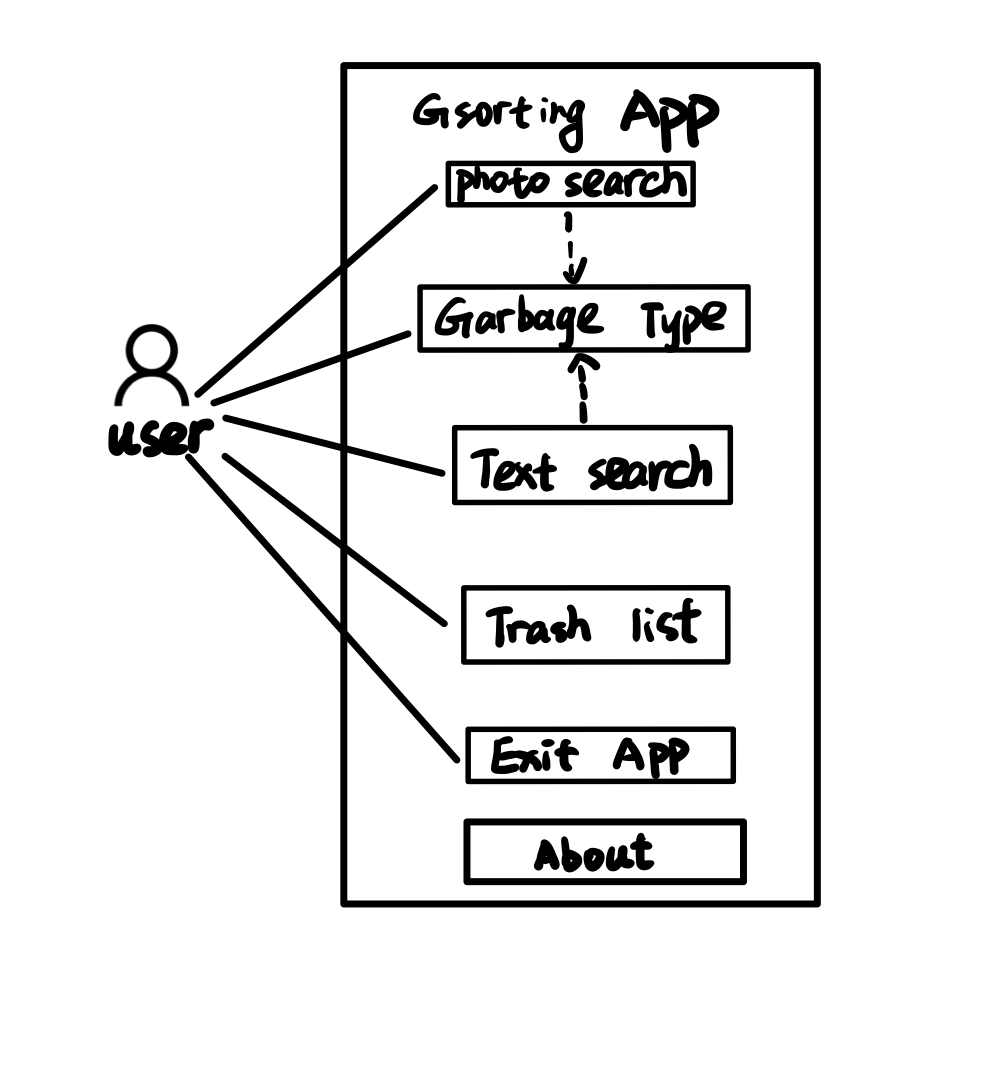 Gsorting App
photo search
Garbage Type
user
Text search
Trash list
Exit App
About